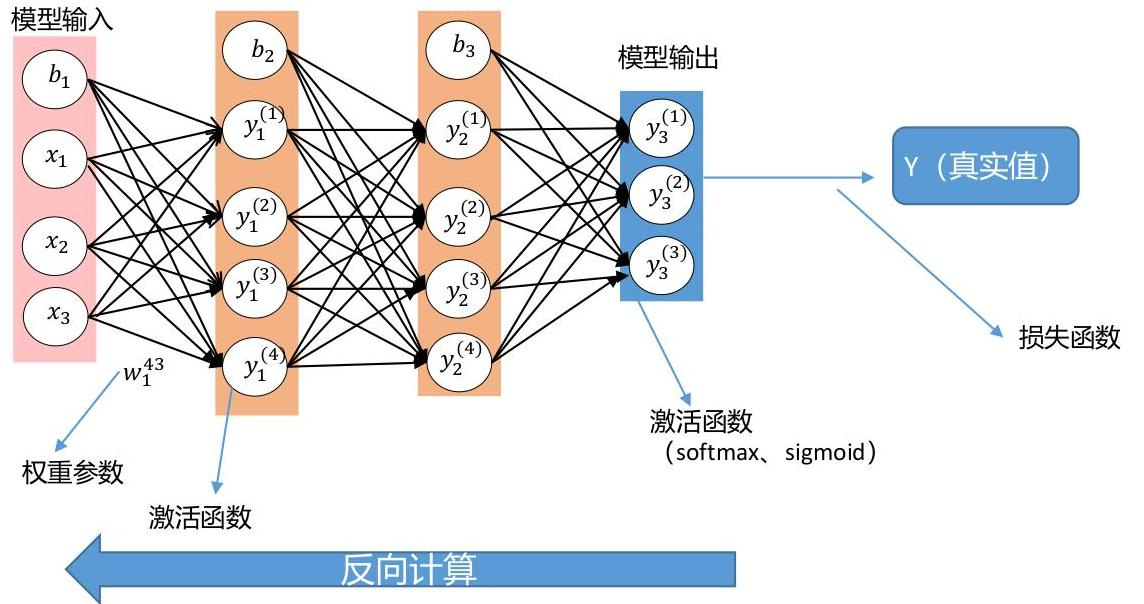 模型输入
b₁
x₁
x₂
x₃
b₂
y₁⁽¹⁾
y₁⁽²⁾
y₁⁽³⁾
y₁⁽⁴⁾
b₃
y₂⁽¹⁾
y₂⁽²⁾
y₂⁽³⁾
y₂⁽⁴⁾
模型输出
y₃⁽¹⁾
y₃⁽²⁾
y₃⁽³⁾
Y（真实值）
损失函数
w₁⁴³
权重参数
激活函数
激活函数
（softmax、sigmoid）
反向计算